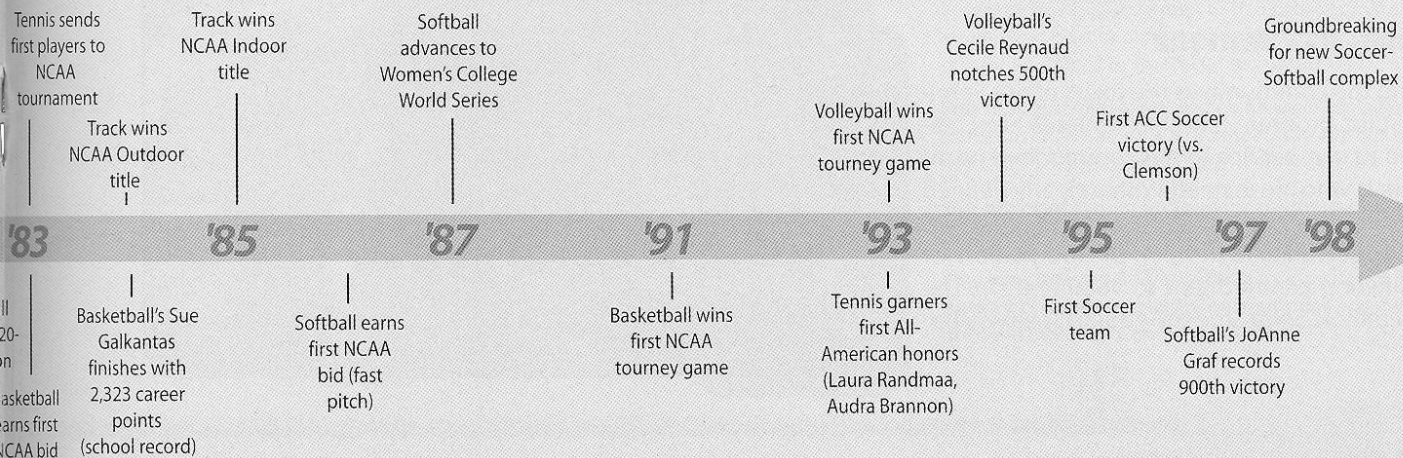 Tennis sends
first players to
NCAA
tournament
Track wins
NCAA Outdoor
title
Track wins
NCAA Indoor
title
Softball
advances to
Women's College
World Series
Volleyball wins
first NCAA
tourney game
Volleyball's
Cecile Reynaud
notches 500th
victory
First ACC Soccer
victory (vs.
Clemson)
Groundbreaking
for new Soccer-
Softball complex
'83 '85 '87 '91 '93 '95 '97 '98
20-
first
NCAA bid
Basketball's Sue
Galkantas
finishes with
2,323 career
points
(school record)
Softball earns
first NCAA
bid (fast
pitch)
Basketball wins
first NCAA
tourney game
Tennis garners
first All-
American honors
(Laura Randmaa,
Audra Brannon)
First Soccer
team
Softball's JoAnne
Graf records
900th victory